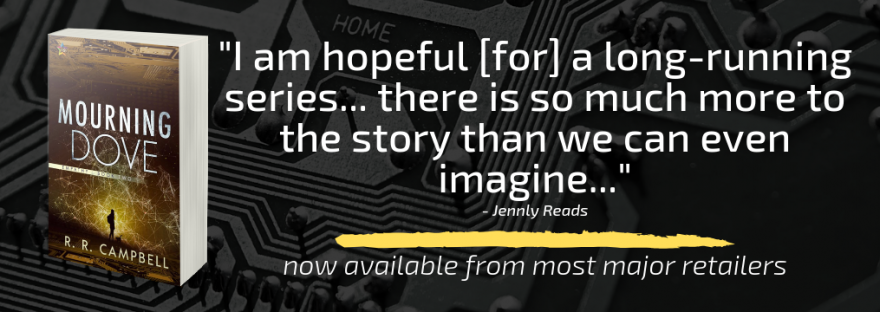 HOME
MOURNING
DOVE
R. R. CAMPBELL
"I am hopeful [for] a long-running
series... there is so much more to
the story than we can even
imagine..."
- Jennly Reads
now available from most major retailers